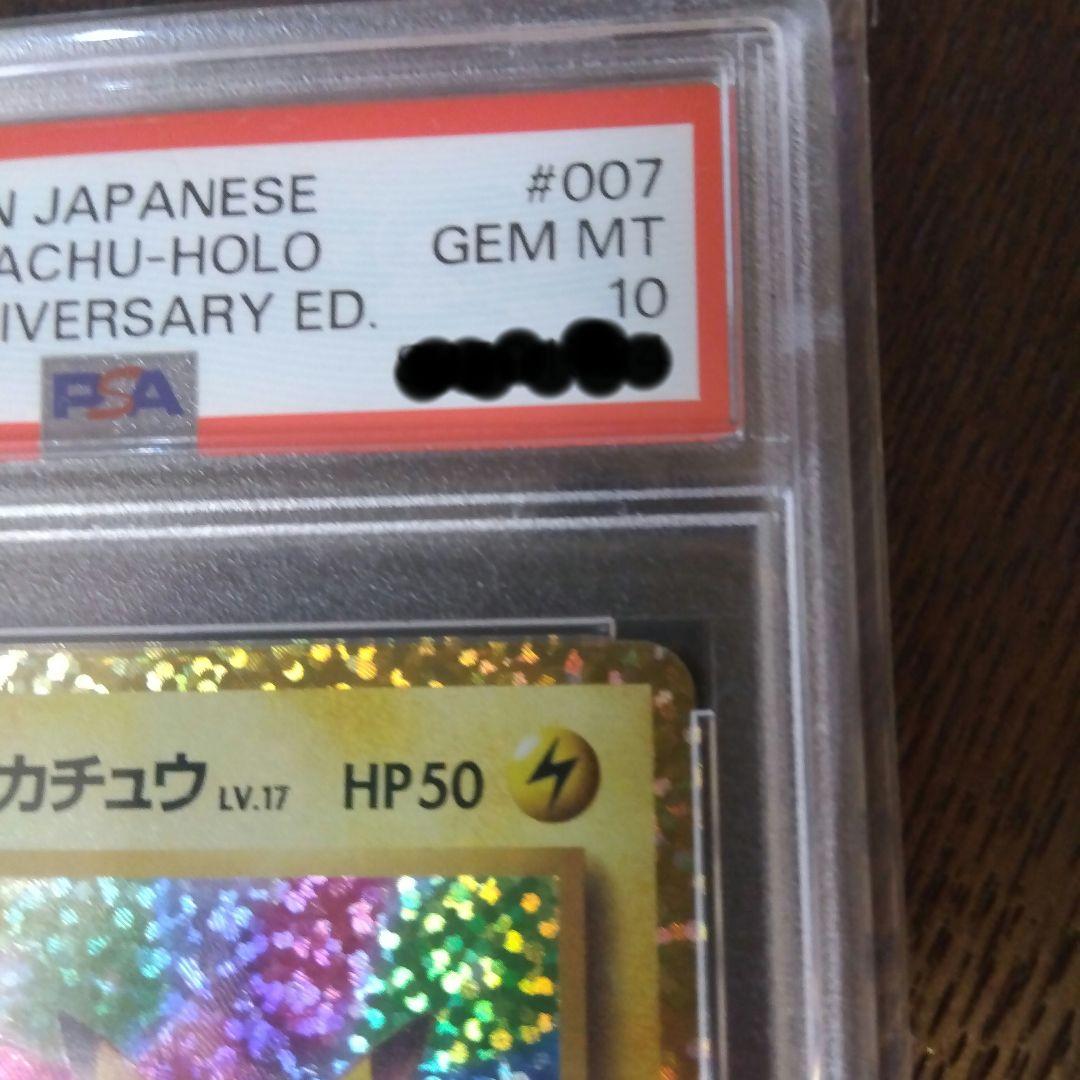 N JAPANESE #007
ACHU-HOLO GEM MT
IVERSARY ED. 10
PSA
カチュウ LV.17 HP50